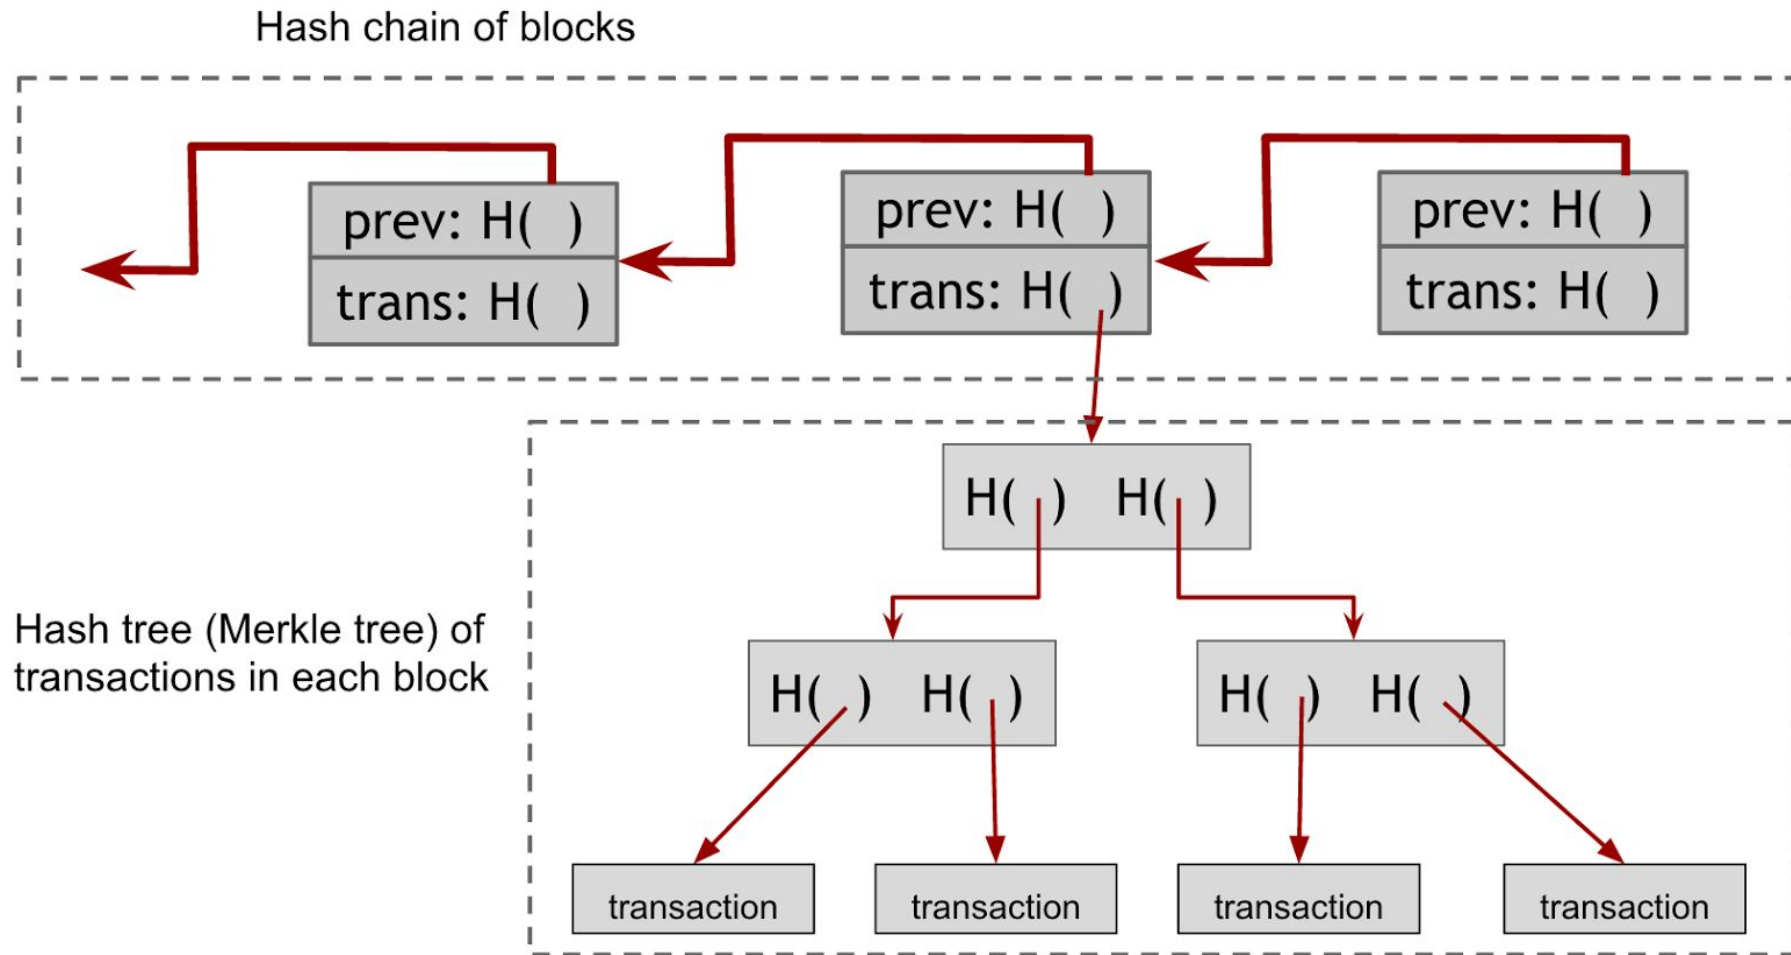 Hash chain of blocks
prev: H( )
trans: H( )
prev: H( )
trans: H( )
prev: H( )
trans: H( )
H( ) H( )
Hash tree (Merkle tree) of
transactions in each block
H( ) H( )
H( ) H( )
transaction
transaction
transaction
transaction